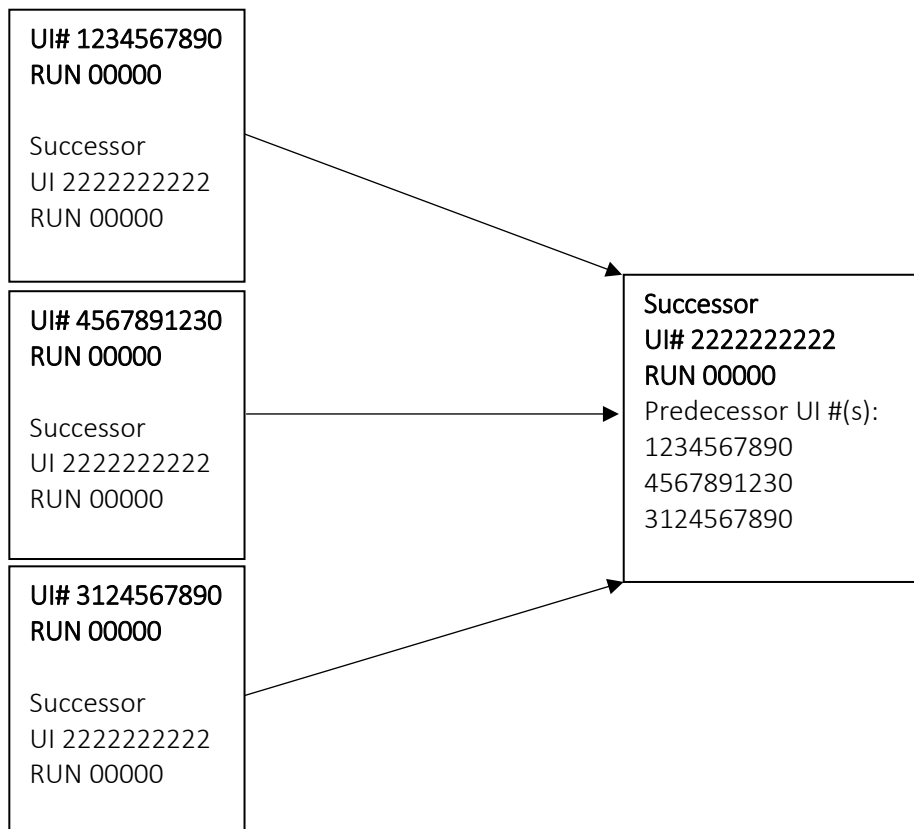 UI# 1234567890
RUN 00000
Successor
UI 2222222222
RUN 00000
UI# 4567891230
RUN 00000
Successor
UI 2222222222
RUN 00000
UI# 3124567890
RUN 00000
Successor
UI 2222222222
RUN 00000
Successor
UI# 2222222222
RUN 00000
Predecessor UI #(s):
1234567890
4567891230
3124567890